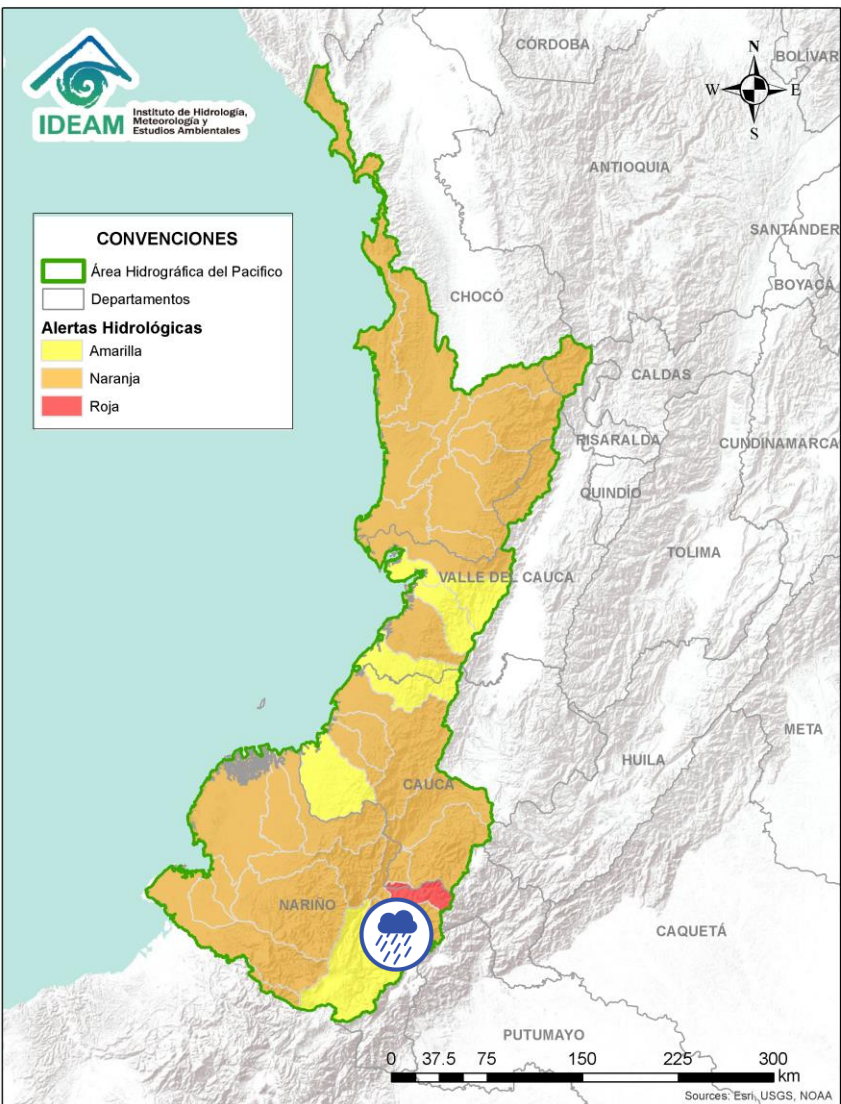 IDEAM
Instituto de Hidrología,
Meteorología y
Estudios Ambientales
CÓRDOBA
BOLÍVAR
N
W
E
S
ANTIOQUIA
SANTANDER
BOYACÁ
CONVENCIONES
Área Hidrográfica del Pacifico
Departamentos
Alertas Hidrológicas
Amarilla
Naranja
Roja
CHOCÓ
CALDAS
RISARALDA
CUNDINAMARCA
QUINDÍO
TOLIMA
VALLE DEL CAUCA
META
HUILA
CAUCA
NARIÑO
CAQUETÁ
PUTUMAYO
0 37.5 75 150 225 300
km
Sources: Esri, USGS, NOAA